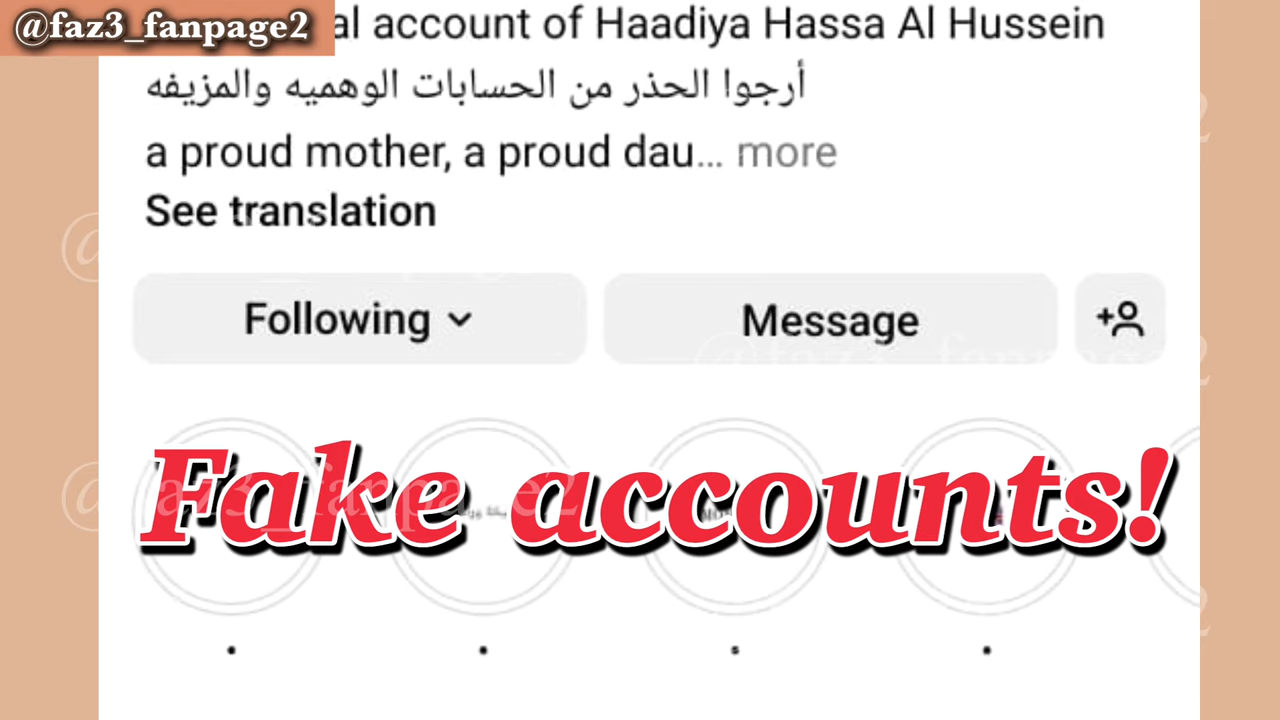 @faz3_fanpage2
al account of Haadiya Hassa Al Hussein
أرجوا الحذر من الحسابات الوهميه والمزيفه
a proud mother, a proud dau... more
See translation
Following
Message
Fake accounts!